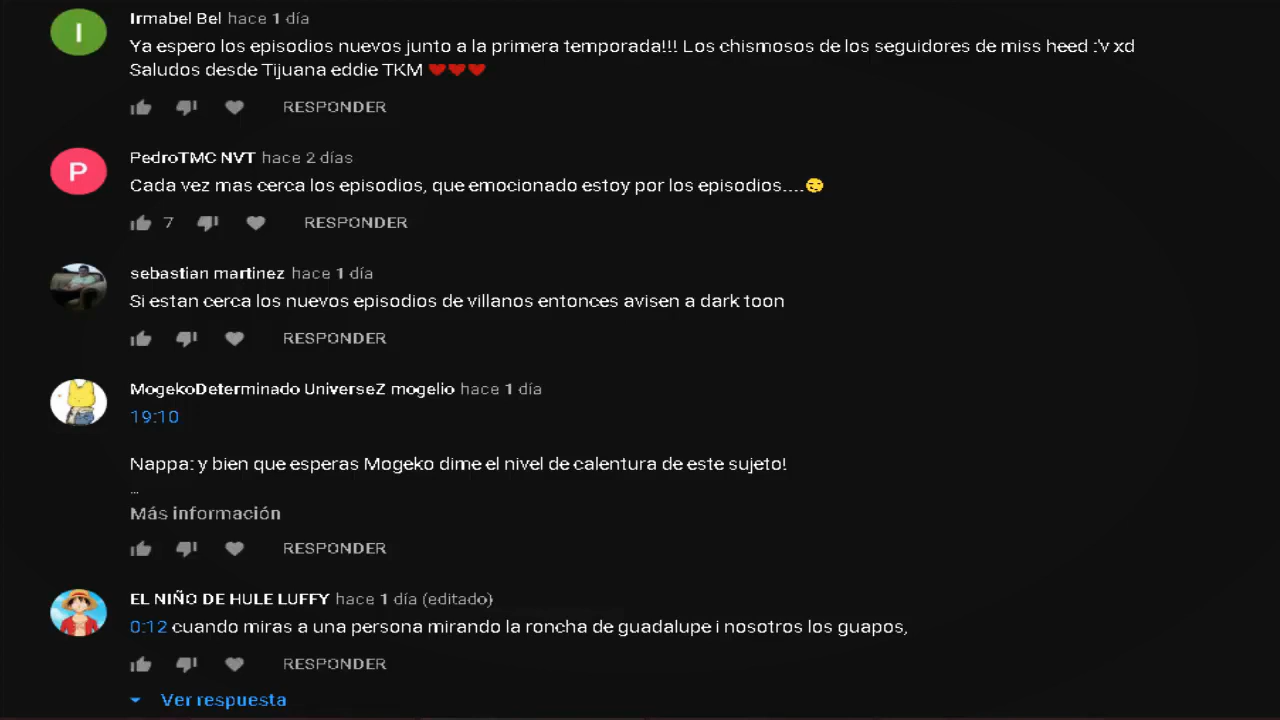 I
Irmabel Bel hace 1 día
Ya espero los episodios nuevos junto a la primera temporada!!! Los chismosos de los seguidores de miss heed :'v xd
Saludos desde Tijuana eddie TKM ❤❤❤
RESPONDER
P
PedroTMC NVT hace 2 días
Cada vez mas cerca los episodios, que emocionado estoy por los episodios....😏
7 RESPONDER
sebastian martinez hace 1 día
Si estan cerca los nuevos episodios de villanos entonces avisen a dark toon
RESPONDER
MogekoDeterminado UniverseZ mogelio hace 1 día
19:10
Nappa: y bien que esperas Mogeko dime el nivel de calentura de este sujeto!
...
Más información
RESPONDER
EL NIÑO DE HULE LUFFY hace 1 día (editado)
0:12 cuando miras a una persona mirando la roncha de guadalupe i nosotros los guapos,
RESPONDER
Ver respuesta